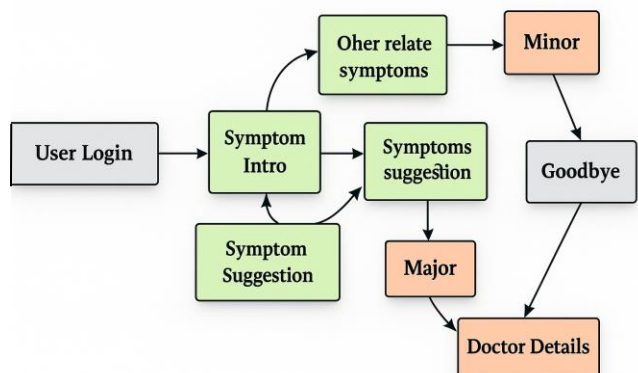 Oher relate
symptoms
Minor
User Login
Symptom
Intro
Symptoms
suggestion
Goodbye
Symptom
Suggestion
Major
Doctor Details